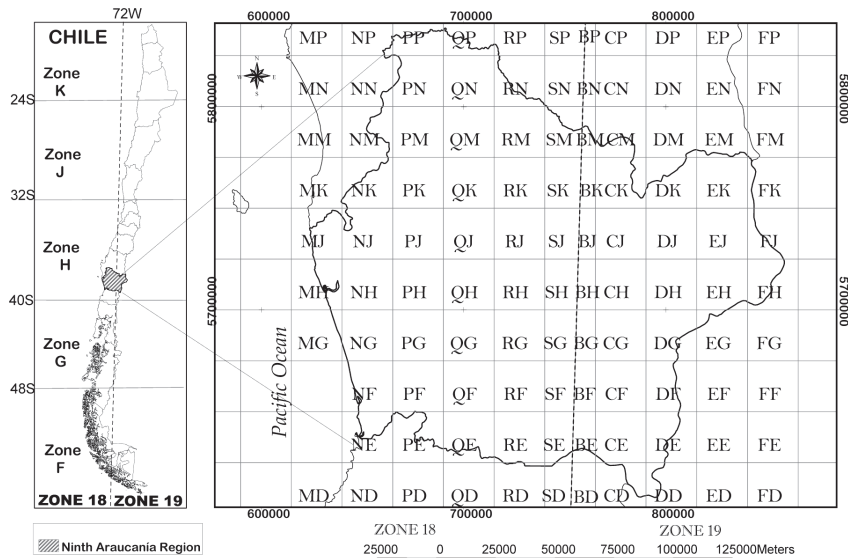 72W
CHILE
Zone K
24S
Zone J
32S
Zone H
40S
Zone G
48S
Zone F
ZONE 18 ZONE 19
Ninth Araucanía Region
600000 700000 800000
5800000 5800000
5700000 5700000
N
W E
S
MP NP PP QP RP SP BP CP DP EP FP
MN NN PN QN RN SN BN CN DN EN FN
MM NM PM QM RM SM BM CM DM EM FM
MK NK PK QK RK SK BK CK DK EK FK
MJ NJ PJ QJ RJ SJ BJ CJ DJ EJ FJ
MH NH PH QH RH SH BH CH DH EH FH
MG NG PG QG RG SG BG CG DG EG FG
NF PF QF RF SF BF CF DF EF FF
NE PE QE RE SE BE CE DE EE FE
MD ND PD QD RD SD BD CD DD ED FD
Pacific Ocean
600000 700000 800000
ZONE 18 ZONE 19
25000 0 25000 50000 75000 100000 125000Meters